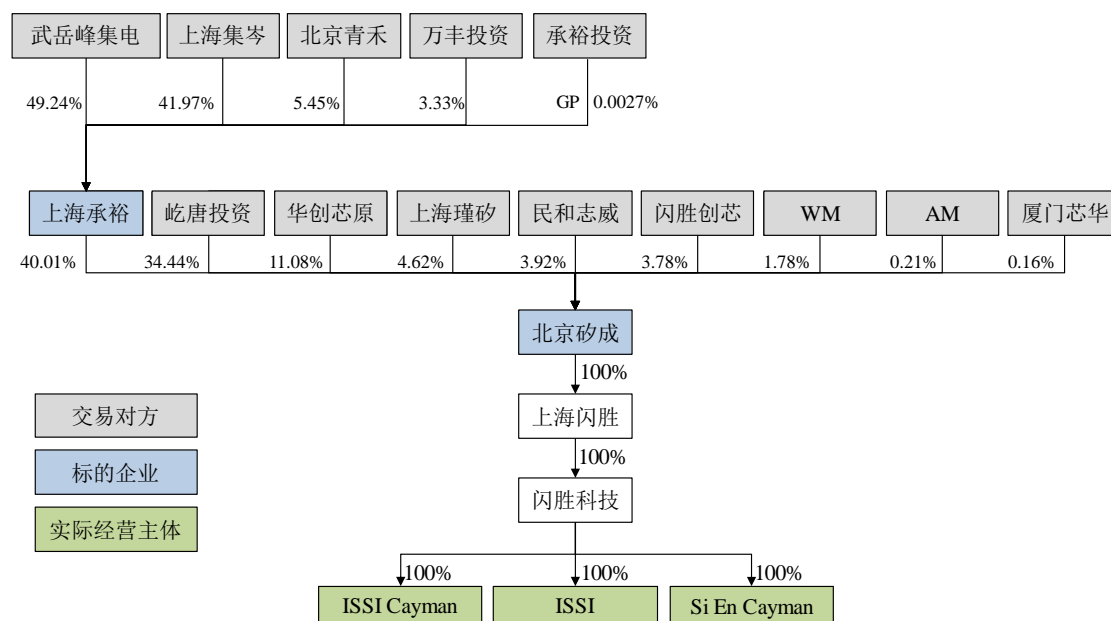 武岳峰集电 上海集岑 北京青禾 万丰投资 承裕投资
49.24% 41.97% 5.45% 3.33% GP 0.0027%
上海承裕 屹唐投资 华创芯原 上海瑾矽 民和志威 闪胜创芯 WM AM 厦门芯华
40.01% 34.44% 11.08% 4.62% 3.92% 3.78% 1.78% 0.21% 0.16%
北京矽成
100%
交易对方
上海闪胜
标的企业
100%
闪胜科技
实际经营主体
100% 100% 100%
ISSI Cayman ISSI Si En Cayman